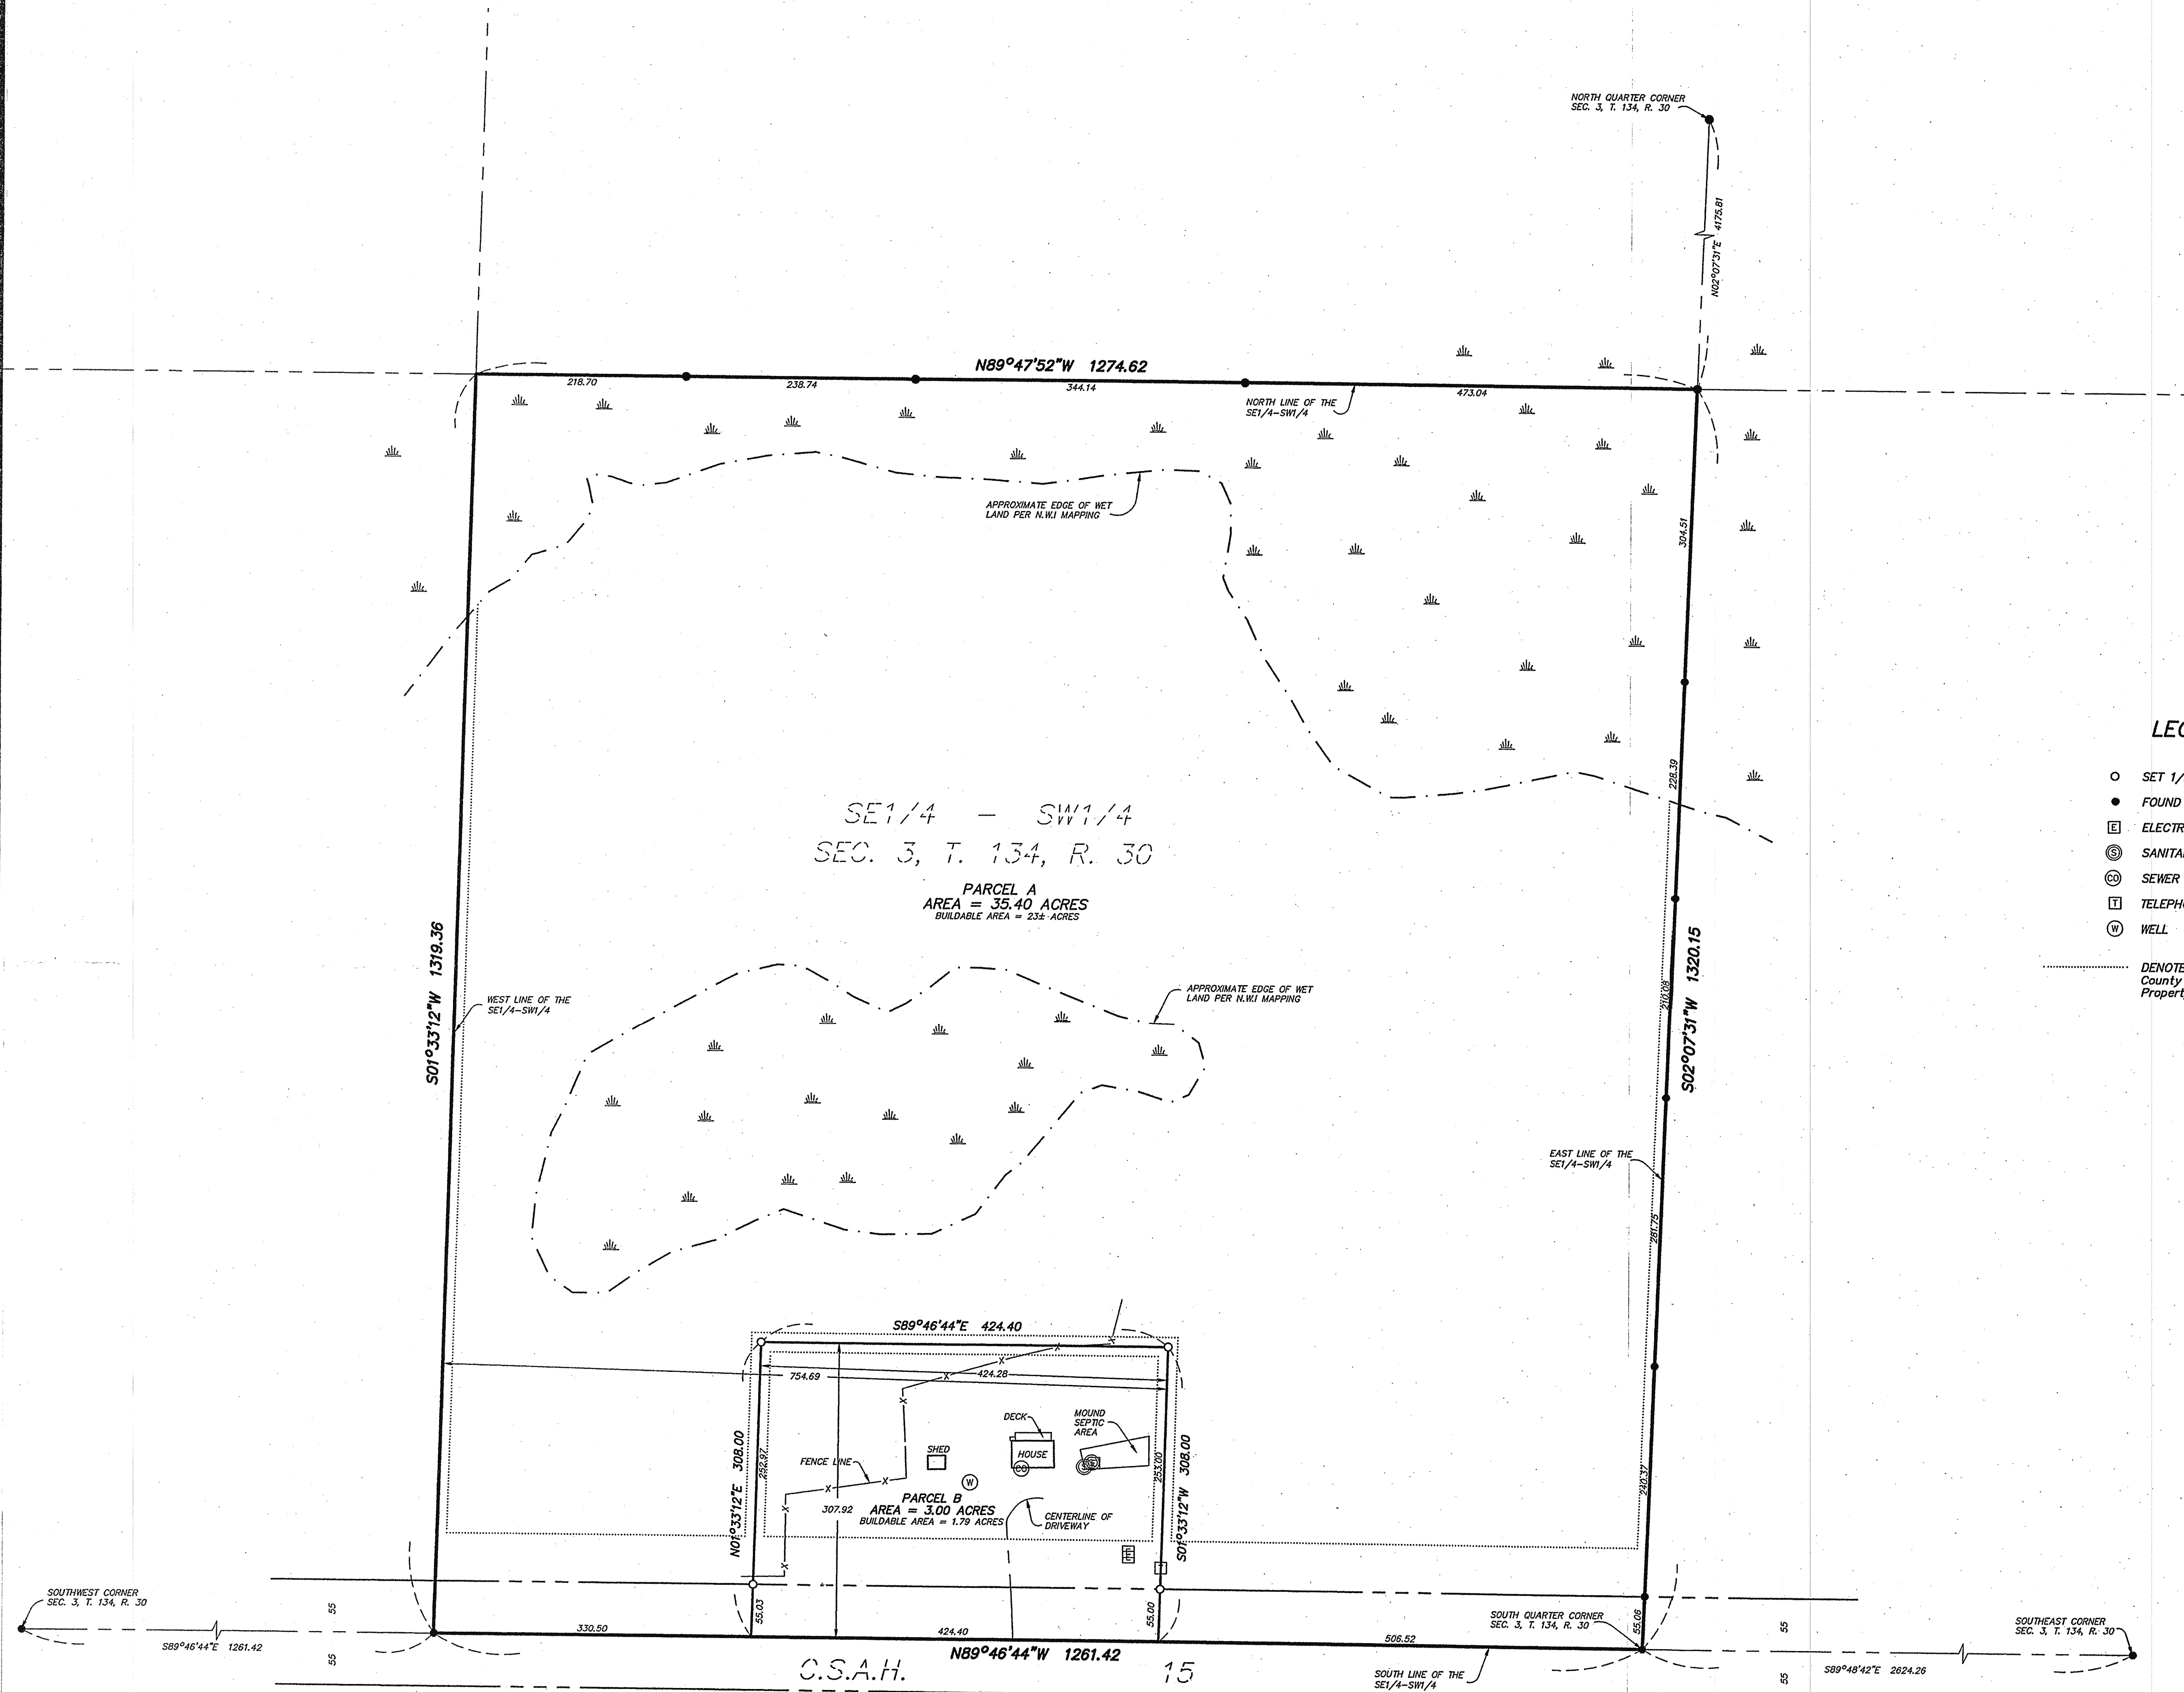 NORTH QUARTER CORNER
SEC. 3, T. 134, R. 30
N02°07'31"E 4175.81
N89°47'52"W 1274.62
218.70
238.74
344.14
473.04
NORTH LINE OF THE
SE1/4-SW1/4
APPROXIMATE EDGE OF WET
LAND PER N.W.I MAPPING
304.51
228.39
SE1/4 - SW1/4
SEC. 3, T. 134, R. 30
PARCEL A
AREA = 35.40 ACRES
BUILDABLE AREA = 23± ACRES
LEG
SET 1/
FOUND
E ELECTR
S SANITA
CO SEWER
T TELEPH
W WELL
DENOTE
County
Propert
S01°33'12"W 1319.36
WEST LINE OF THE
SE1/4-SW1/4
APPROXIMATE EDGE OF WET
LAND PER N.W.I MAPPING
210.08
S02°07'31"W 1320.15
EAST LINE OF THE
SE1/4-SW1/4
281.75
S89°46'44"E 424.40
754.69
424.28
N01°33'12"E 308.00
252.97
DECK
MOUND
SEPTIC
AREA
SHED
HOUSE
CO
S
FENCE LINE
W
307.92
PARCEL B
AREA = 3.00 ACRES
BUILDABLE AREA = 1.79 ACRES
CENTERLINE OF
DRIVEWAY
E
T
253.00
S01°33'12"W 308.00
240.37
SOUTHWEST CORNER
SEC. 3, T. 134, R. 30
S89°46'44"E 1261.42
55
55
330.50
55.03
424.40
55.00
N89°46'44"W 1261.42
506.52
SOUTH QUARTER CORNER
SEC. 3, T. 134, R. 30
55.06
55
55
SOUTHEAST CORNER
SEC. 3, T. 134, R. 30
S89°48'42"E 2624.26
C.S.A.H. 15
SOUTH LINE OF THE
SE1/4-SW1/4